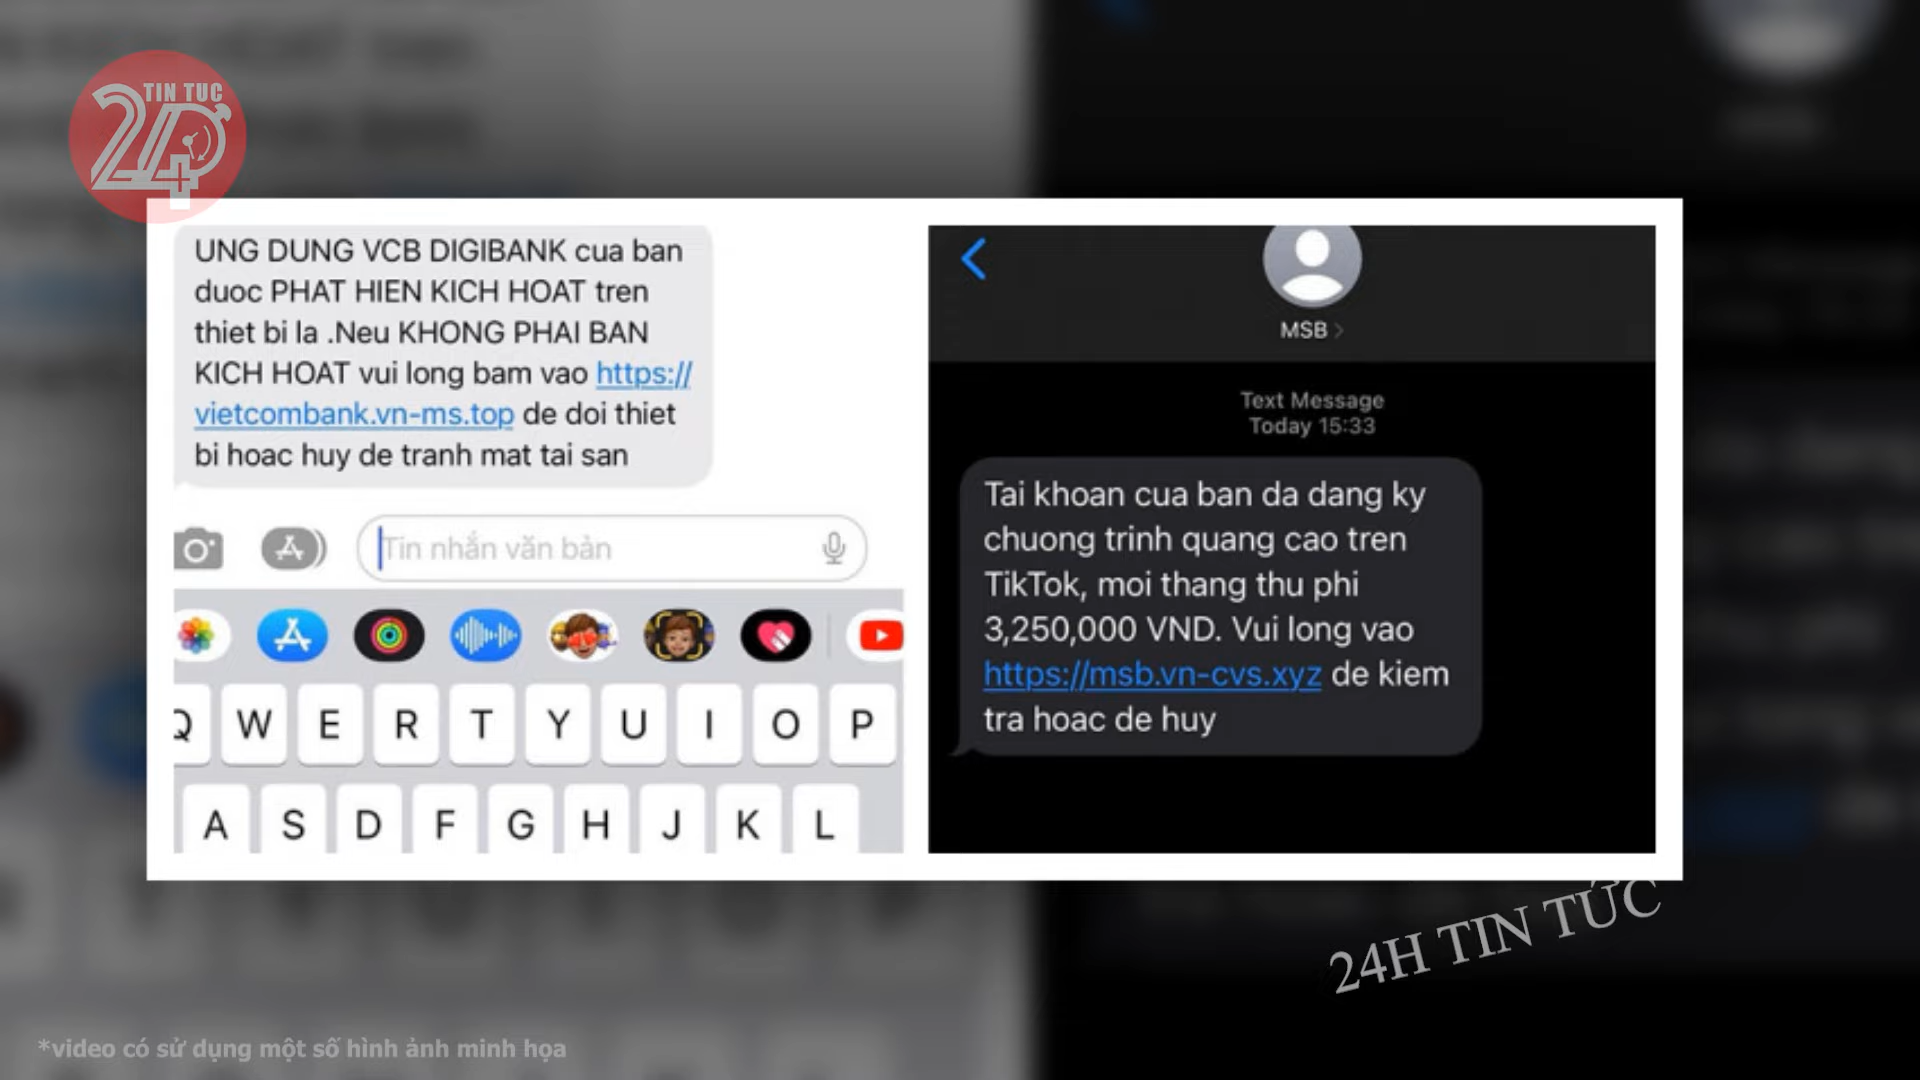 TIN TUC
24
UNG DUNG VCB DIGIBANK cua ban
duoc PHAT HIEN KICH HOAT tren
thiet bi la .Neu KHONG PHAI BAN
KICH HOAT vui long bam vao https://
vietcombank.vn-ms.top de doi thiet
bi hoac huy de tranh mat tai san
Tin nhắn văn bản
Q W E R T Y U I O P
A S D F G H J K L
MSB
Text Message
Today 15:33
Tai khoan cua ban da dang ky
chuong trinh quang cao tren
TikTok, moi thang thu phi
3,250,000 VND. Vui long vao
https://msb.vn-cvs.xyz de kiem
tra hoac de huy
24H TIN TỨC
*video có sử dụng một số hình ảnh minh họa